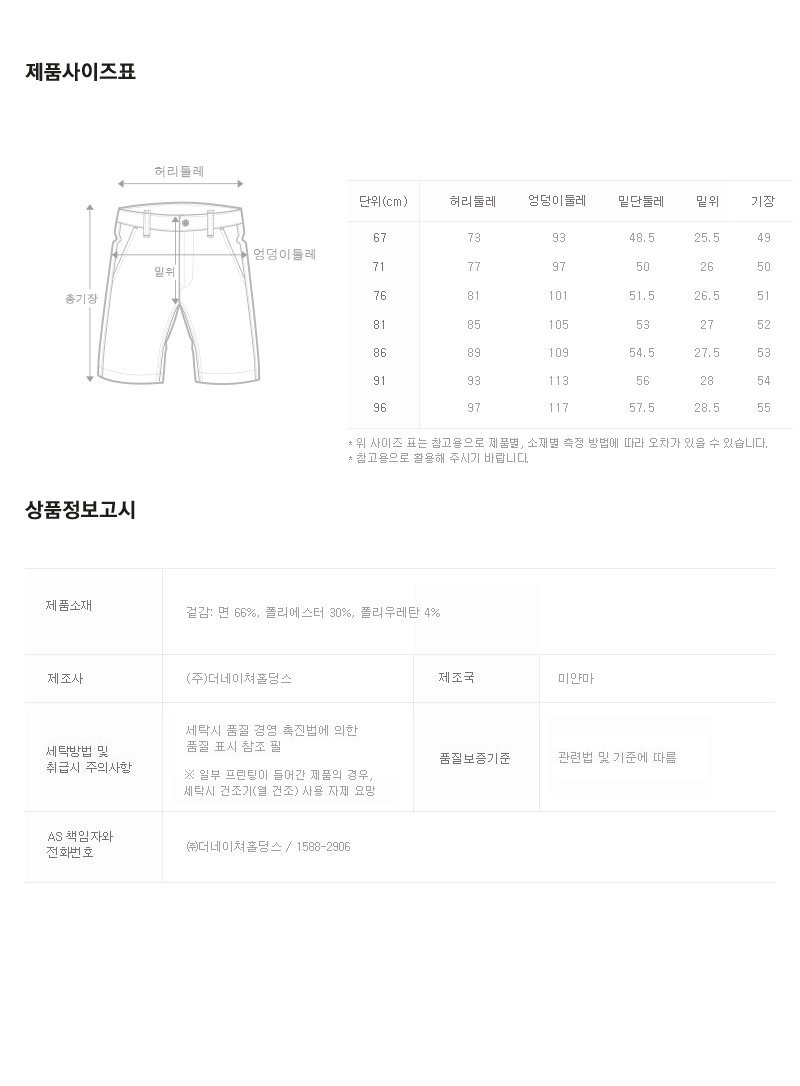 제품사이즈표
허리둘레
엉덩이둘레
밑위
총기장
단위(cm) 허리둘레 엉덩이둘레 밑단둘레 밑위 기장
67 73 93 48.5 25.5 49
71 77 97 50 26 50
76 81 101 51.5 26.5 51
81 85 105 53 27 52
86 89 109 54.5 27.5 53
91 93 113 56 28 54
96 97 117 57.5 28.5 55
* 위 사이즈 표는 참고용으로 제품별, 소재별 측정 방법에 따라 오차가 있을 수 있습니다.
* 참고용으로 활용해 주시기 바랍니다.
상품정보고시
제품소재
겉감: 면 66%, 폴리에스터 30%, 폴리우레탄 4%
제조사 (주)더네이쳐홀딩스 제조국 미얀마
세탁방법 및
취급시 주의사항
세탁시 품질 경영 촉진법에 의한
품질 표시 참조 필
※ 일부 프린팅이 들어간 제품의 경우,
세탁시 건조기(열 건조) 사용 자제 요망
품질보증기준 관련법 및 기준에 따름
AS 책임자와
전화번호
㈜더네이쳐홀딩스 / 1588-2906